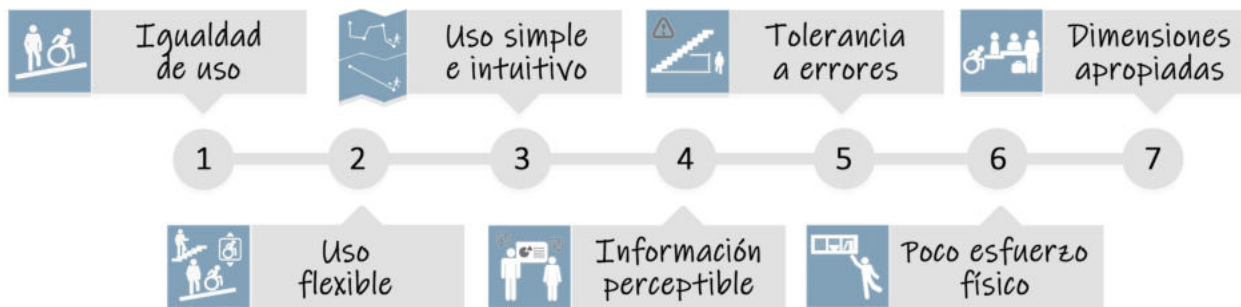 Igualdad
de uso
Uso simple
e intuitivo
Tolerancia
a errores
Dimensiones
apropiadas
1 2 3 4 5 6 7
Uso
flexible
Información
perceptible
Poco esfuerzo
físico